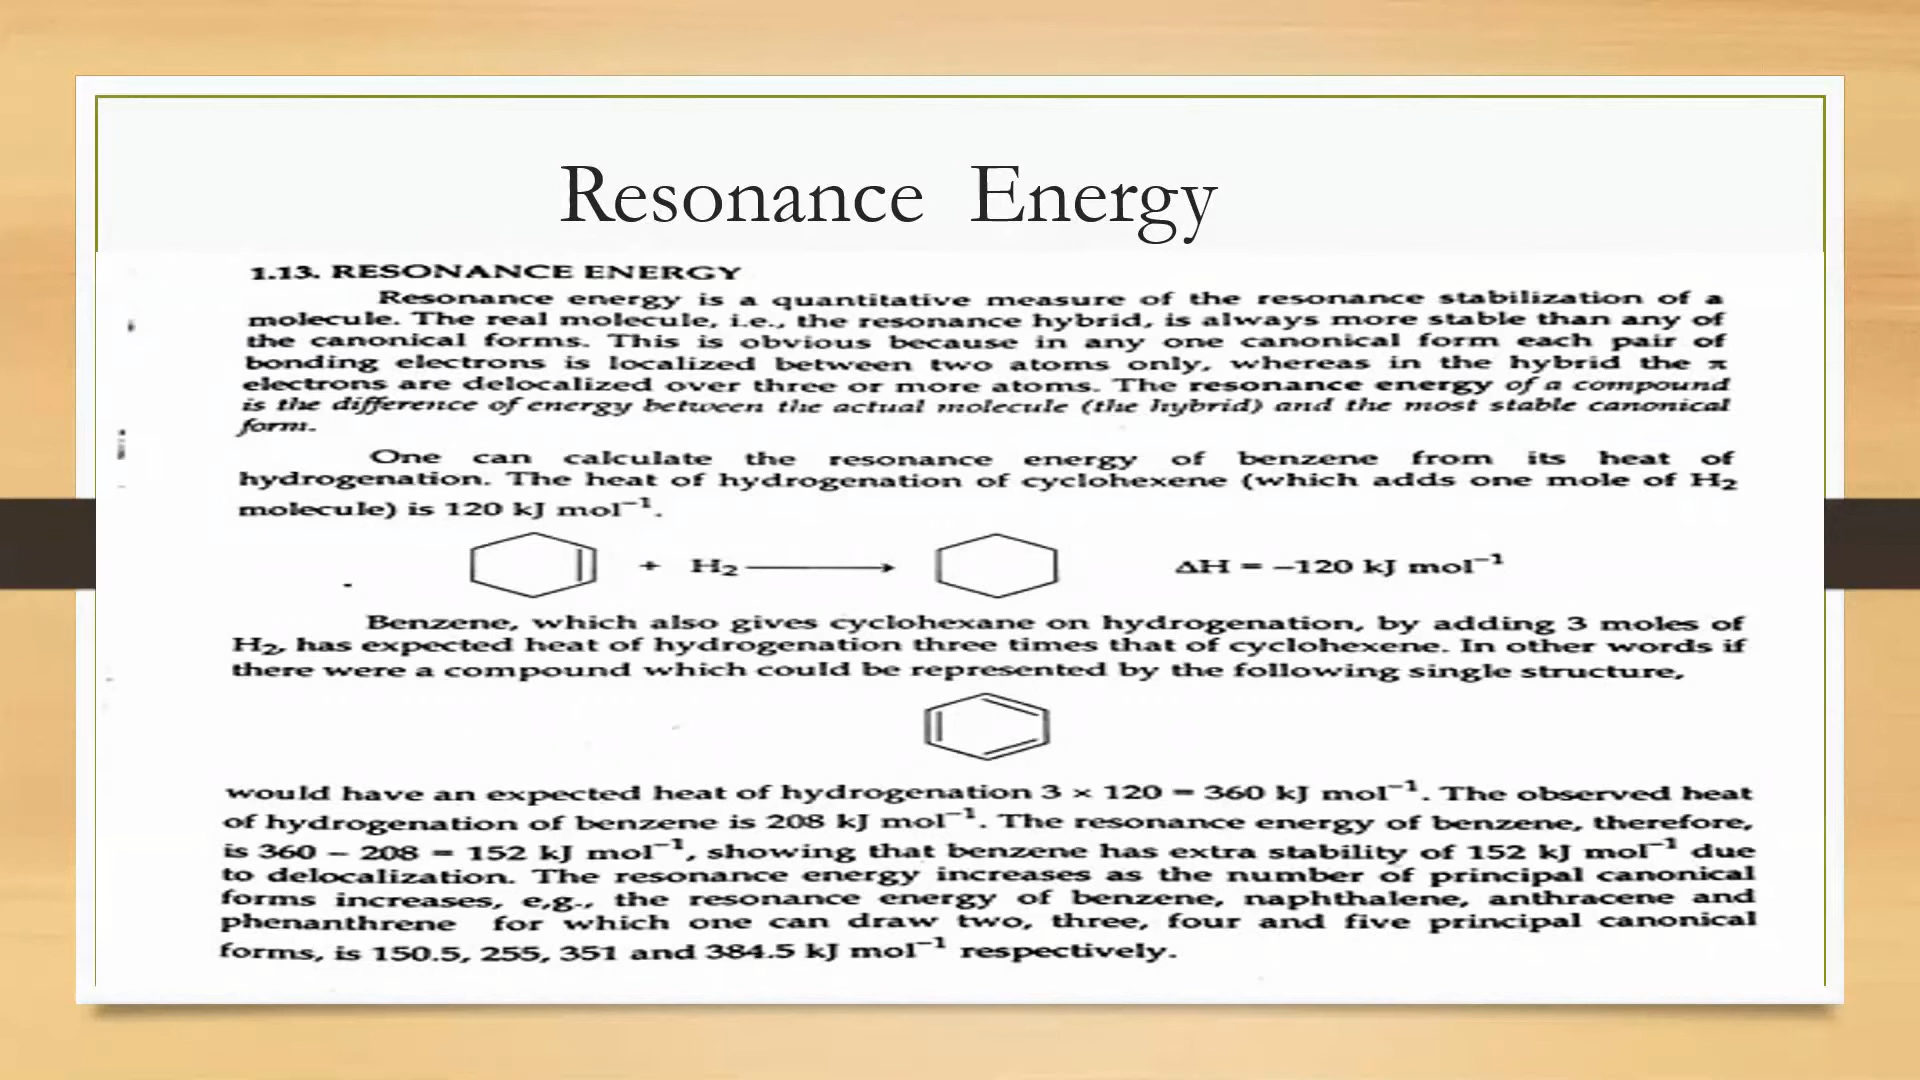 Resonance Energy
1.13. RESONANCE ENERGY
Resonance energy is a quantitative measure of the resonance stabilization of a
molecule. The real molecule, i.e., the resonance hybrid, is always more stable than any of
the canonical forms. This is obvious because in any one canonical form each pair of
bonding electrons is localized between two atoms only, whereas in the hybrid the π
electrons are delocalized over three or more atoms. The resonance energy of a compound
is the difference of energy between the actual molecule (the hybrid) and the most stable canonical
form.
One can calculate the resonance energy of benzene from its heat of
hydrogenation. The heat of hydrogenation of cyclohexene (which adds one mole of H₂
molecule) is 120 kJ mol⁻¹.
+ H₂ ⟶ ΔH = –120 kJ mol⁻¹
Benzene, which also gives cyclohexane on hydrogenation, by adding 3 moles of
H₂, has expected heat of hydrogenation three times that of cyclohexene. In other words if
there were a compound which could be represented by the following single structure,
would have an expected heat of hydrogenation 3 × 120 = 360 kJ mol⁻¹. The observed heat
of hydrogenation of benzene is 208 kJ mol⁻¹. The resonance energy of benzene, therefore,
is 360 – 208 = 152 kJ mol⁻¹, showing that benzene has extra stability of 152 kJ mol⁻¹ due
to delocalization. The resonance energy increases as the number of principal canonical
forms increases, e,g., the resonance energy of benzene, naphthalene, anthracene and
phenanthrene for which one can draw two, three, four and five principal canonical
forms, is 150.5, 255, 351 and 384.5 kJ mol⁻¹ respectively.